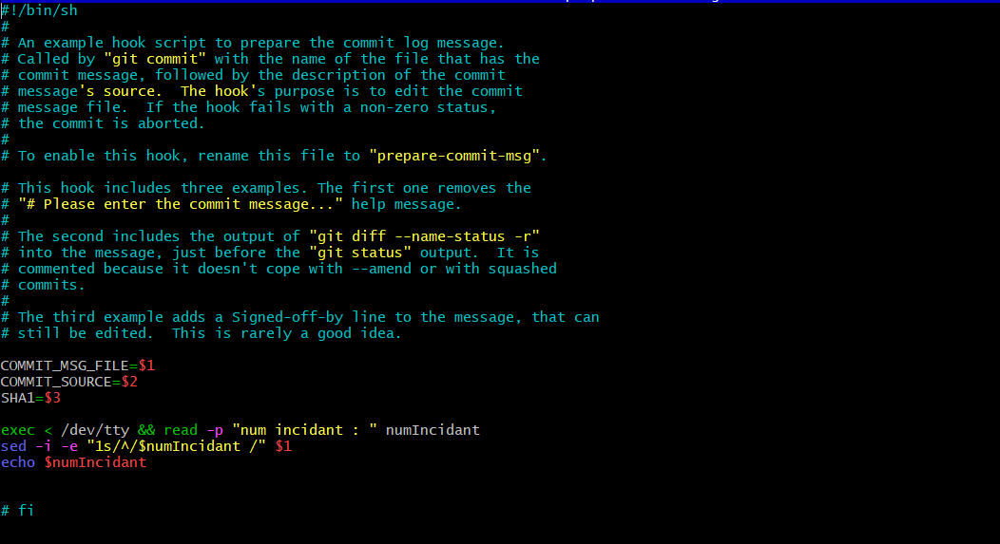 #!/bin/sh
#
# An example hook script to prepare the commit log message.
# Called by "git commit" with the name of the file that has the
# commit message, followed by the description of the commit
# message's source.  The hook's purpose is to edit the commit
# message file.  If the hook fails with a non-zero status,
# the commit is aborted.
#
# To enable this hook, rename this file to "prepare-commit-msg".

# This hook includes three examples. The first one removes the
# "# Please enter the commit message..." help message.
#
# The second includes the output of "git diff --name-status -r"
# into the message, just before the "git status" output.  It is
# commented because it doesn't cope with --amend or with squashed
# commits.
#
# The third example adds a Signed-off-by line to the message, that can
# still be edited.  This is rarely a good idea.

COMMIT_MSG_FILE=$1
COMMIT_SOURCE=$2
SHA1=$3

exec < /dev/tty && read -p "num incidant : " numIncidant
sed -i -e "1s/^/$numIncidant /" $1
echo $numIncidant


# fi